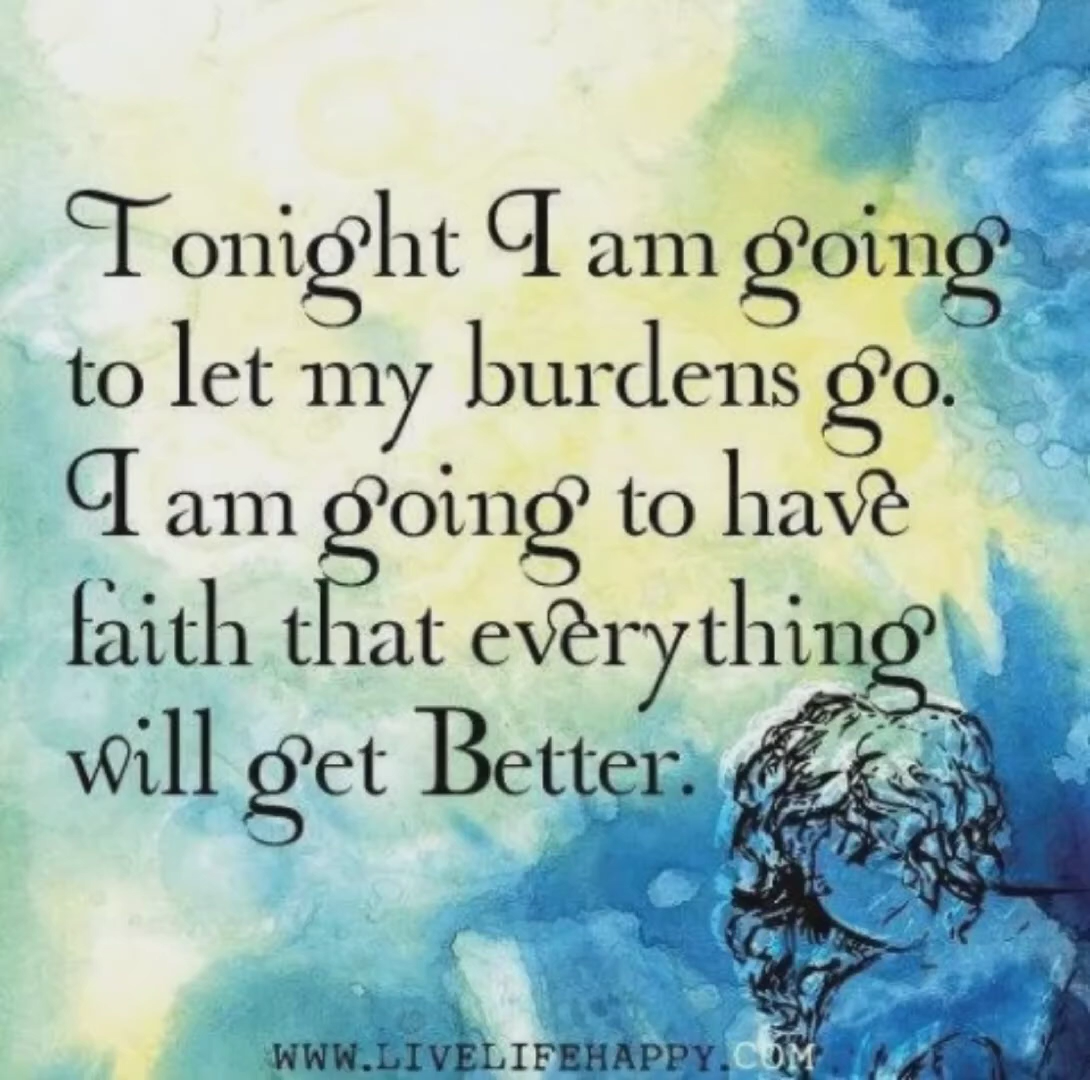 Tonight I am going
to let my burdens go.
I am going to have
faith that everything
will get Better.
WWW.LIVELIFEHAPPY.COM